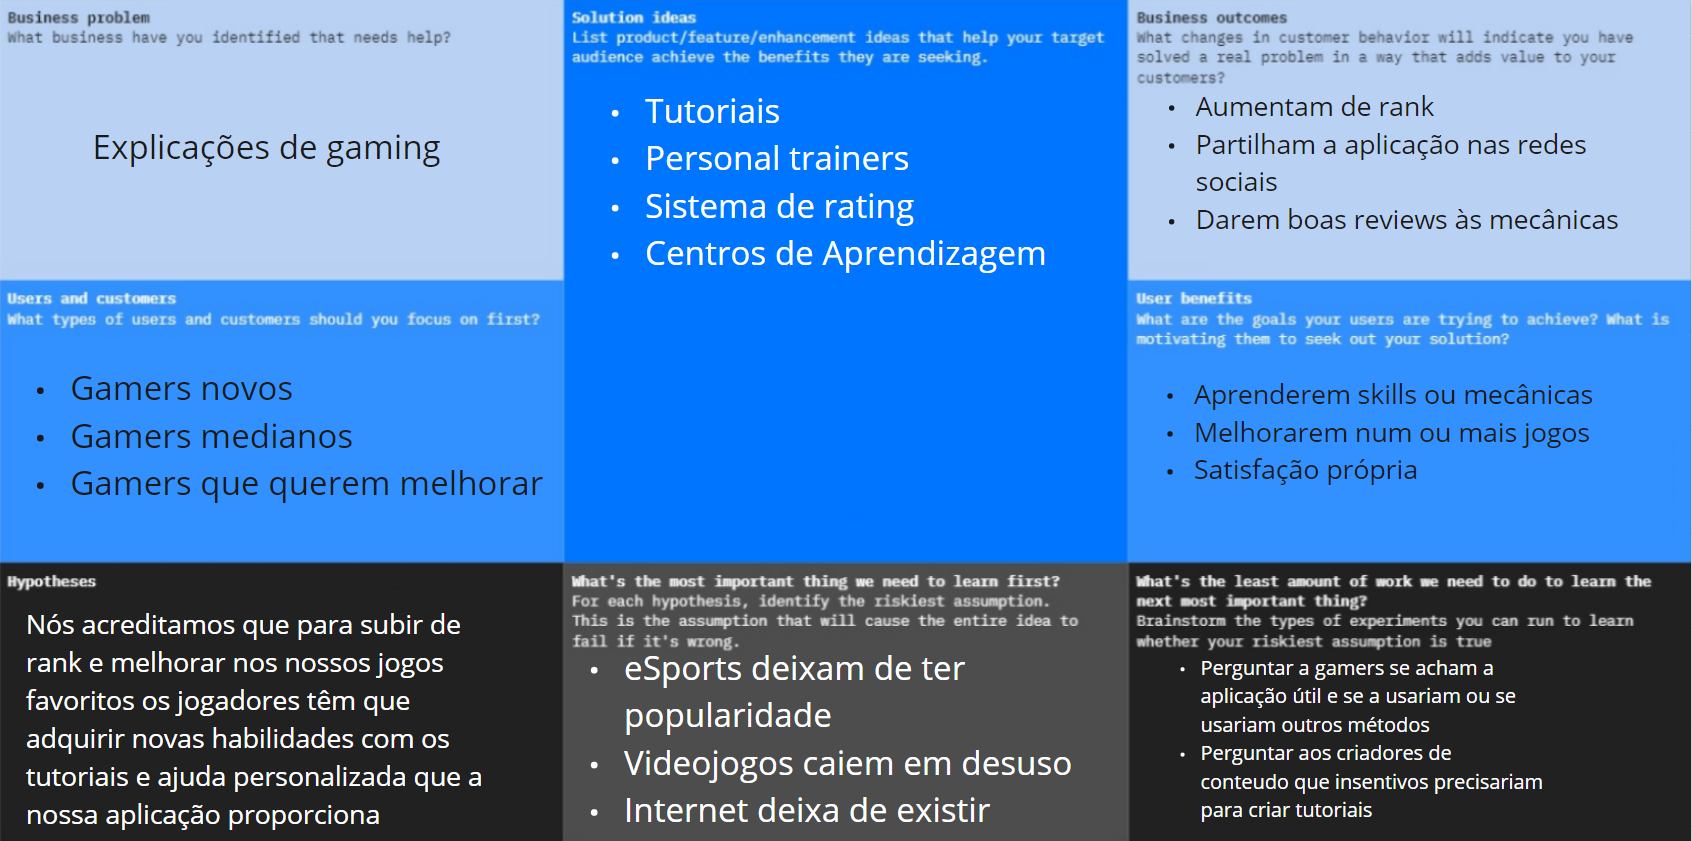 Business problem
What business have you identified that needs help?
Explicações de gaming
Solution ideas
List product/feature/enhancement ideas that help your target
audience achieve the benefits they are seeking.
• Tutoriais
• Personal trainers
• Sistema de rating
• Centros de Aprendizagem
Business outcomes
What changes in customer behavior will indicate you have
solved a real problem in a way that adds value to your
customers?
• Aumentam de rank
• Partilham a aplicação nas redes
sociais
• Darem boas reviews às mecânicas
Users and customers
What types of users and customers should you focus on first?
• Gamers novos
• Gamers medianos
• Gamers que querem melhorar
User benefits
What are the goals your users are trying to achieve? What is
motivating them to seek out your solution?
• Aprenderem skills ou mecânicas
• Melhorarem num ou mais jogos
• Satisfação própria
Hypotheses
Nós acreditamos que para subir de
rank e melhorar nos nossos jogos
favoritos os jogadores têm que
adquirir novas habilidades com os
tutoriais e ajuda personalizada que a
nossa aplicação proporciona
What's the most important thing we need to learn first?
For each hypothesis, identify the riskiest assumption.
This is the assumption that will cause the entire idea to
fail if it's wrong.
• eSports deixam de ter
popularidade
• Videojogos caiem em desuso
• Internet deixa de existir
What's the least amount of work we need to do to learn the
next most important thing?
Brainstorm the types of experiments you can run to learn
whether your riskiest assumption is true
• Perguntar a gamers se acham a
aplicação útil e se a usariam ou se
usariam outros métodos
• Perguntar aos criadores de
conteudo que insentivos precisariam
para criar tutoriais